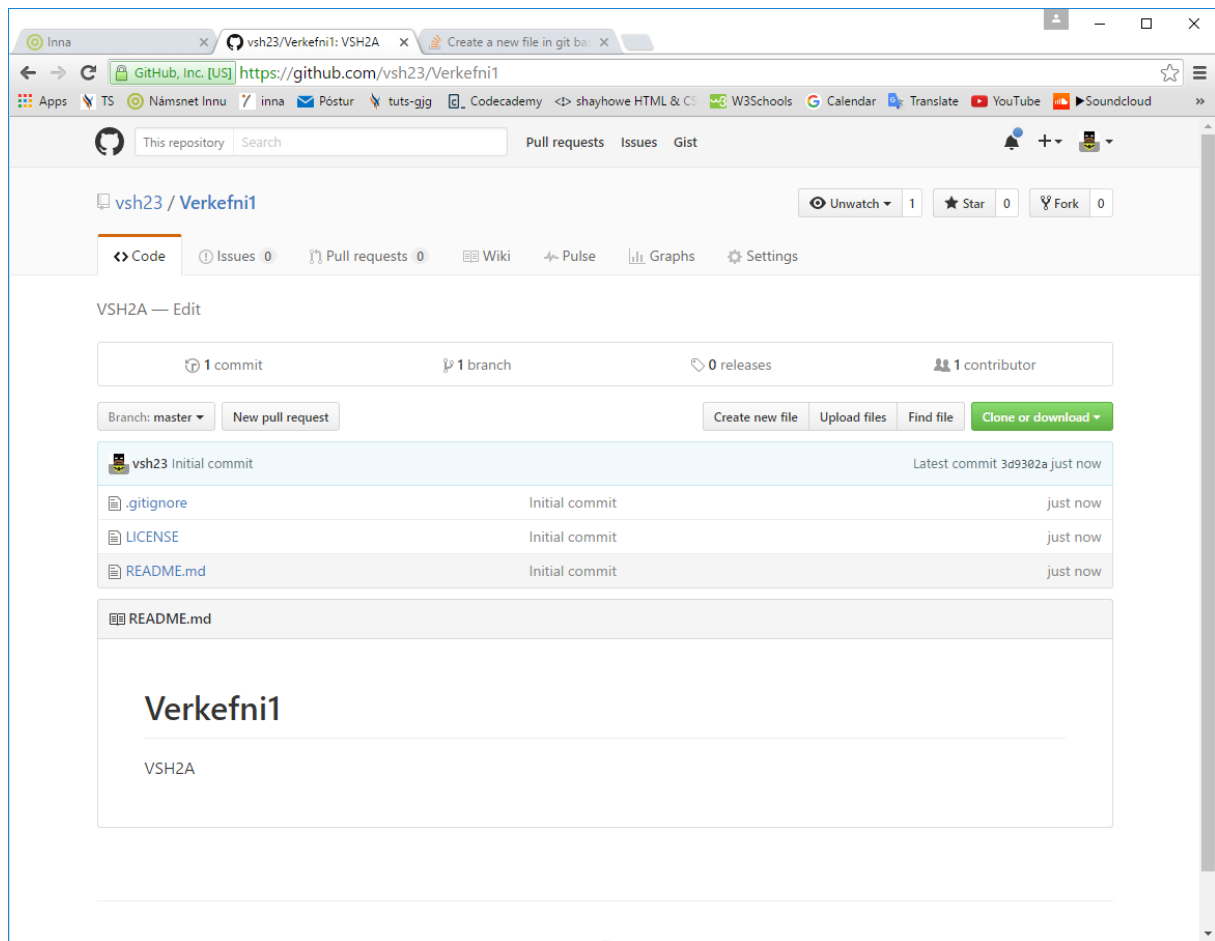 Inna
vsh23/Verkefni1: VSH2A
Create a new file in git bas
GitHub, Inc. [US] https://github.com/vsh23/Verkefni1
Apps TS Námsnet Innu inna Póstur tuts-gjg Codecademy shayhowe HTML & CS W3Schools Calendar Translate YouTube ▶Soundcloud »
This repository Search Pull requests Issues Gist
vsh23 / Verkefni1 Unwatch 1 Star 0 Fork 0
Code Issues 0 Pull requests 0 Wiki Pulse Graphs Settings
VSH2A — Edit
1 commit 1 branch 0 releases 1 contributor
Branch: master New pull request Create new file Upload files Find file Clone or download
vsh23 Initial commit Latest commit 3d9302a just now
.gitignore Initial commit just now
LICENSE Initial commit just now
README.md Initial commit just now
README.md
Verkefni1
VSH2A